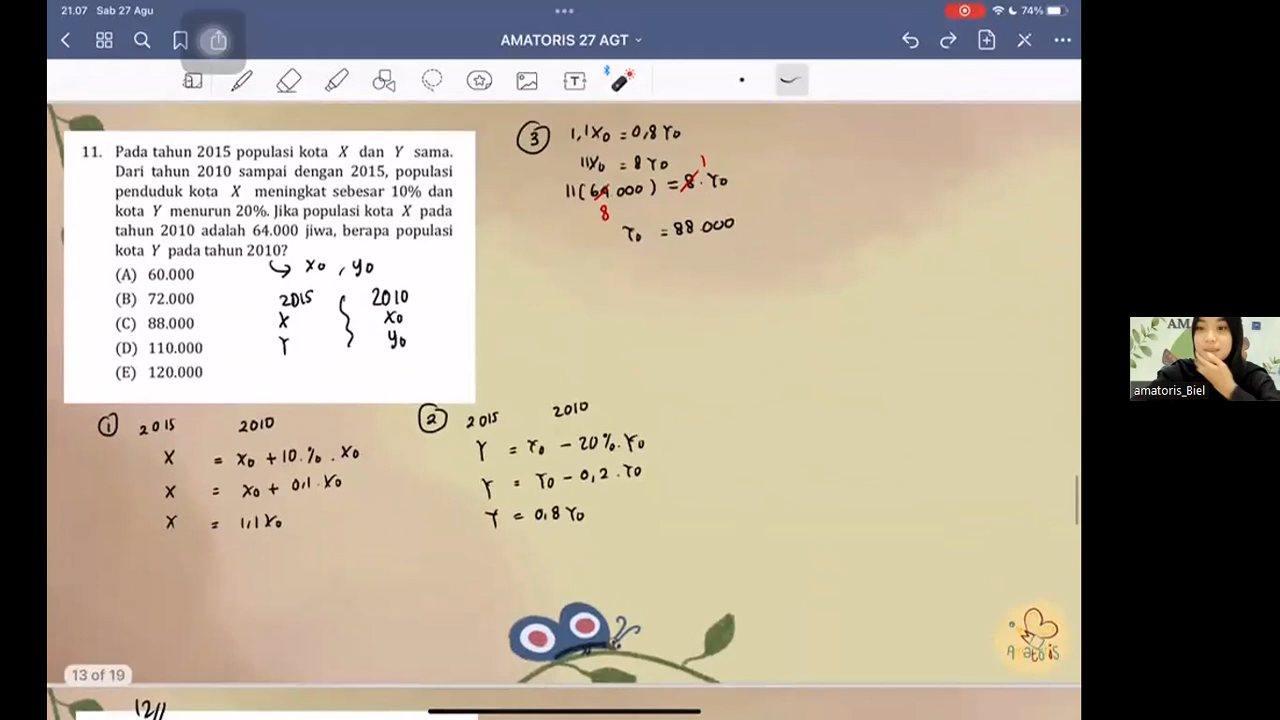 21.07 Sab 27 Agu
74%
AMATORIS 27 AGT
11. Pada tahun 2015 populasi kota X dan Y sama.
Dari tahun 2010 sampai dengan 2015, populasi
penduduk kota X meningkat sebesar 10% dan
kota Y menurun 20%. Jika populasi kota X pada
tahun 2010 adalah 64.000 jiwa, berapa populasi
kota Y pada tahun 2010?
(A) 60.000
(B) 72.000
(C) 88.000
(D) 110.000
(E) 120.000
↳ x₀, y₀
2015 2010
X x₀
Y y₀
① 2015 2010
X = x₀ + 10.% . x₀
X = x₀ + 0,1 . x₀
X = 1,1 x₀
② 2015 2010
Y = Y₀ - 20%. Y₀
Y = Y₀ - 0,2 . Y₀
Y = 0,8 Y₀
③ 1,1X₀ = 0,8 Y₀
11X₀ = 8 Y₀
11(64.000) = 8. Y₀
8 1
Y₀ = 88.000
Amatoris
13 of 19
12//
AMA
amatoris_Biel